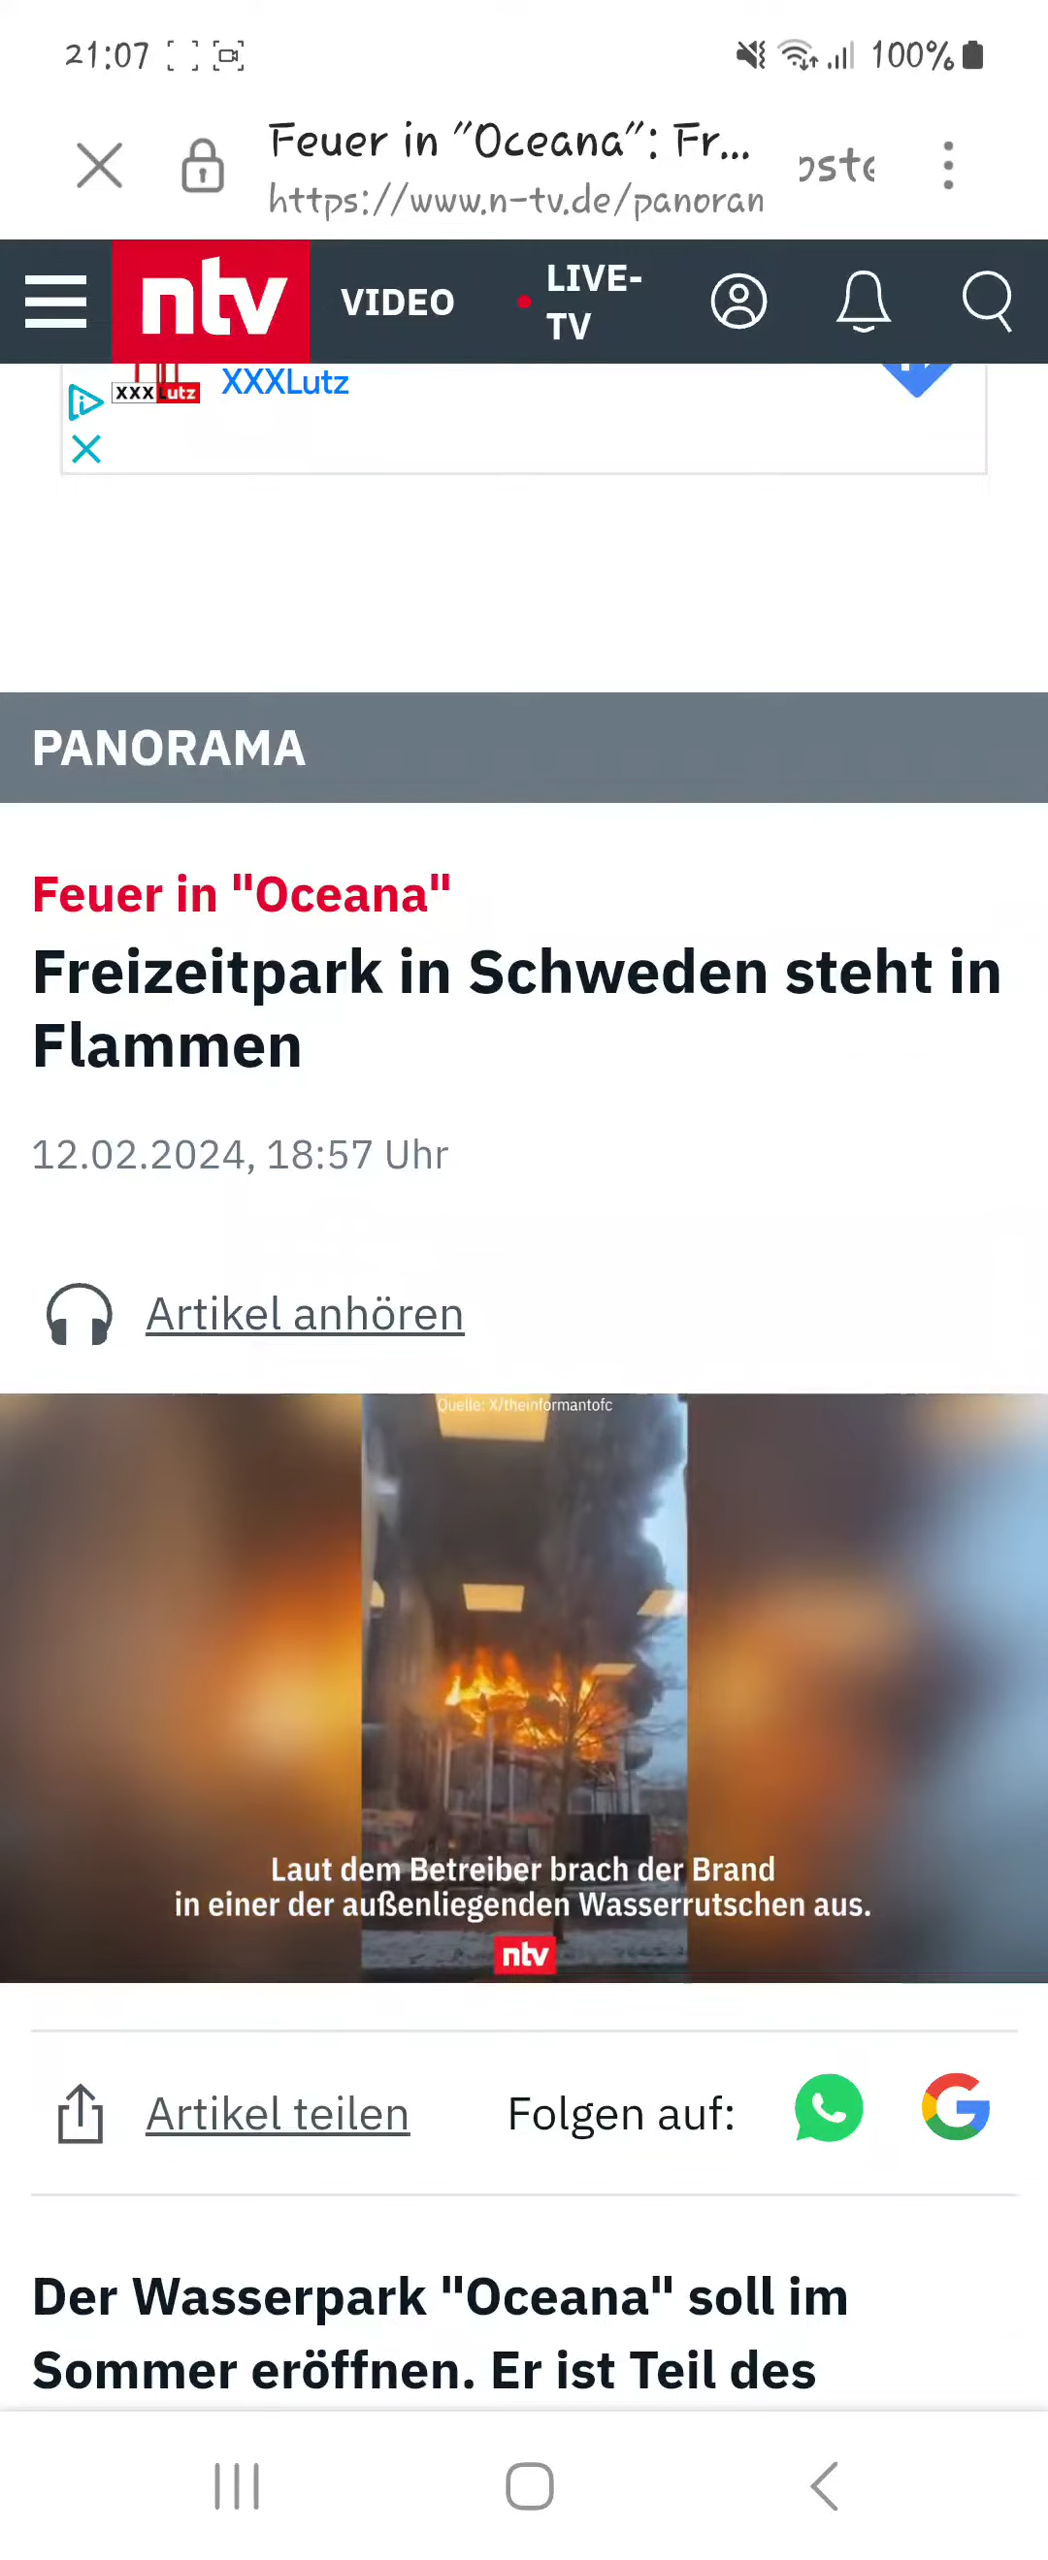 21:07
100%
Feuer in "Oceana": Fr...
https://www.n-tv.de/panoran
ntv
VIDEO
LIVE-
TV
XXXLutz
XXXLutz
PANORAMA
Feuer in "Oceana"
Freizeitpark in Schweden steht in
Flammen
12.02.2024, 18:57 Uhr
Artikel anhören
Quelle: X/theinformantofc
Laut dem Betreiber brach der Brand
in einer der außenliegenden Wasserrutschen aus.
ntv
Artikel teilen
Folgen auf:
Der Wasserpark "Oceana" soll im
Sommer eröffnen. Er ist Teil des